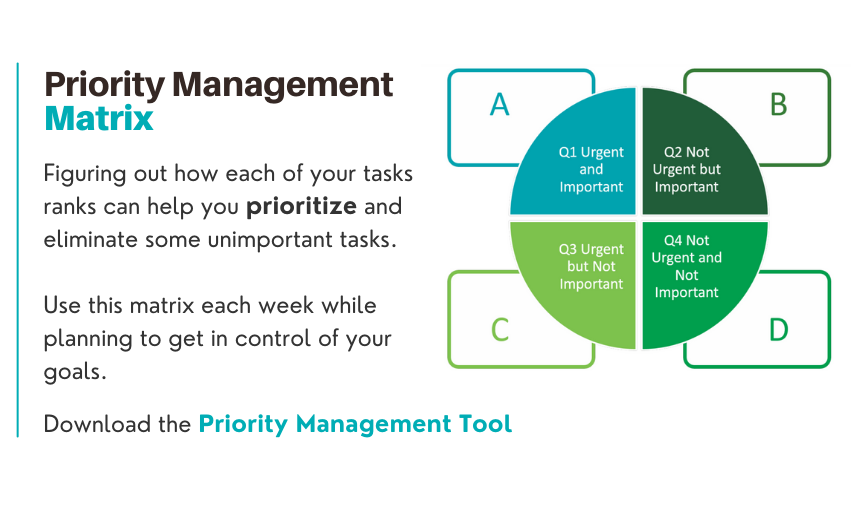 Priority Management
Matrix
Figuring out how each of your tasks
ranks can help you prioritize and
eliminate some unimportant tasks.
Use this matrix each week while
planning to get in control of your
goals.
Download the Priority Management Tool
A
B
Q1 Urgent
and
Important
Q2 Not
Urgent but
Important
Q3 Urgent
but Not
Important
Q4 Not
Urgent and
Not
Important
C
D